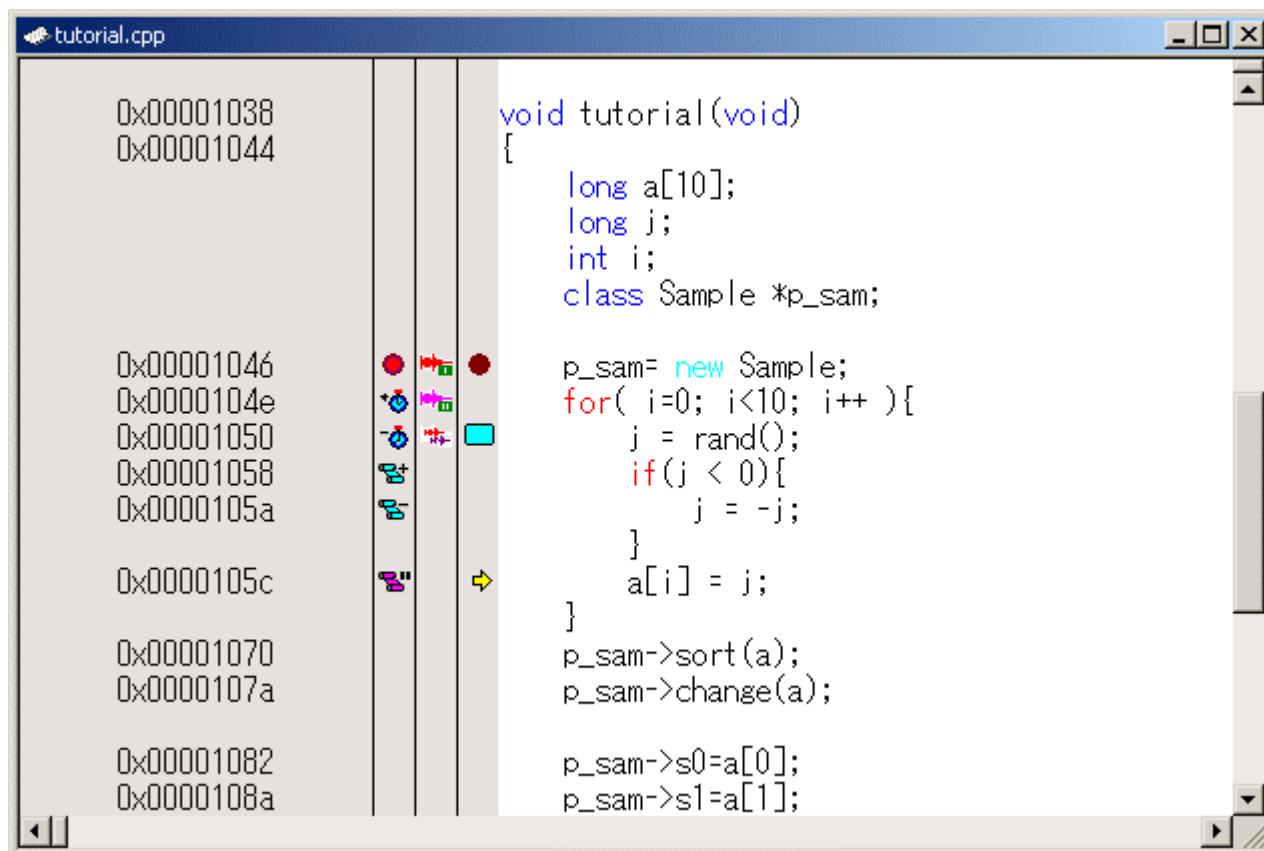 tutorial.cpp
0x00001038 void tutorial(void)
0x00001044 {
long a[10];
long j;
int i;
class Sample *p_sam;
0x00001046 p_sam= new Sample;
0x0000104e for( i=0; i<10; i++ ){
0x00001050 j = rand();
0x00001058 if(j < 0){
0x0000105a j = -j;
}
0x0000105c a[i] = j;
}
0x00001070 p_sam->sort(a);
0x0000107a p_sam->change(a);
0x00001082 p_sam->s0=a[0];
0x0000108a p_sam->s1=a[1];